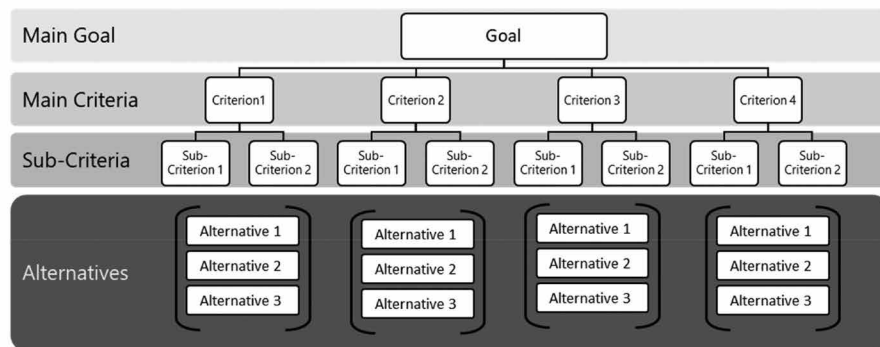 Main Goal
Goal
Main Criteria
Criterion1
Criterion 2
Criterion 3
Criterion 4
Sub-Criteria
Sub-
Criterion 1
Sub-
Criterion 2
Sub-
Criterion 1
Sub-
Criterion 2
Sub-
Criterion 1
Sub-
Criterion 2
Sub-
Criterion 1
Sub-
Criterion 2
Alternatives
Alternative 1
Alternative 2
Alternative 3
Alternative 1
Alternative 2
Alternative 3
Alternative 1
Alternative 2
Alternative 3
Alternative 1
Alternative 2
Alternative 3